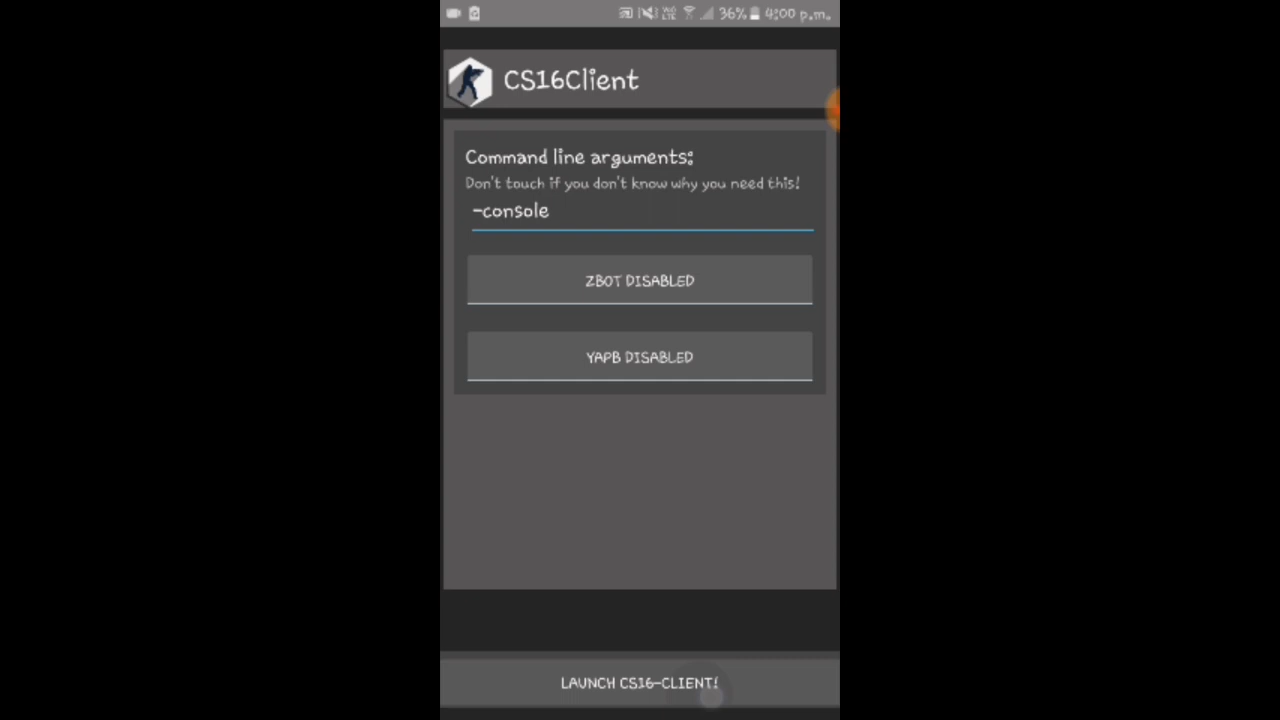 36% 4:00 p.m.
CS16Client
Command line arguments:
Don't touch if you don't know why you need this!
-console
ZBOT DISABLED
YAPB DISABLED
LAUNCH CS16-CLIENT!